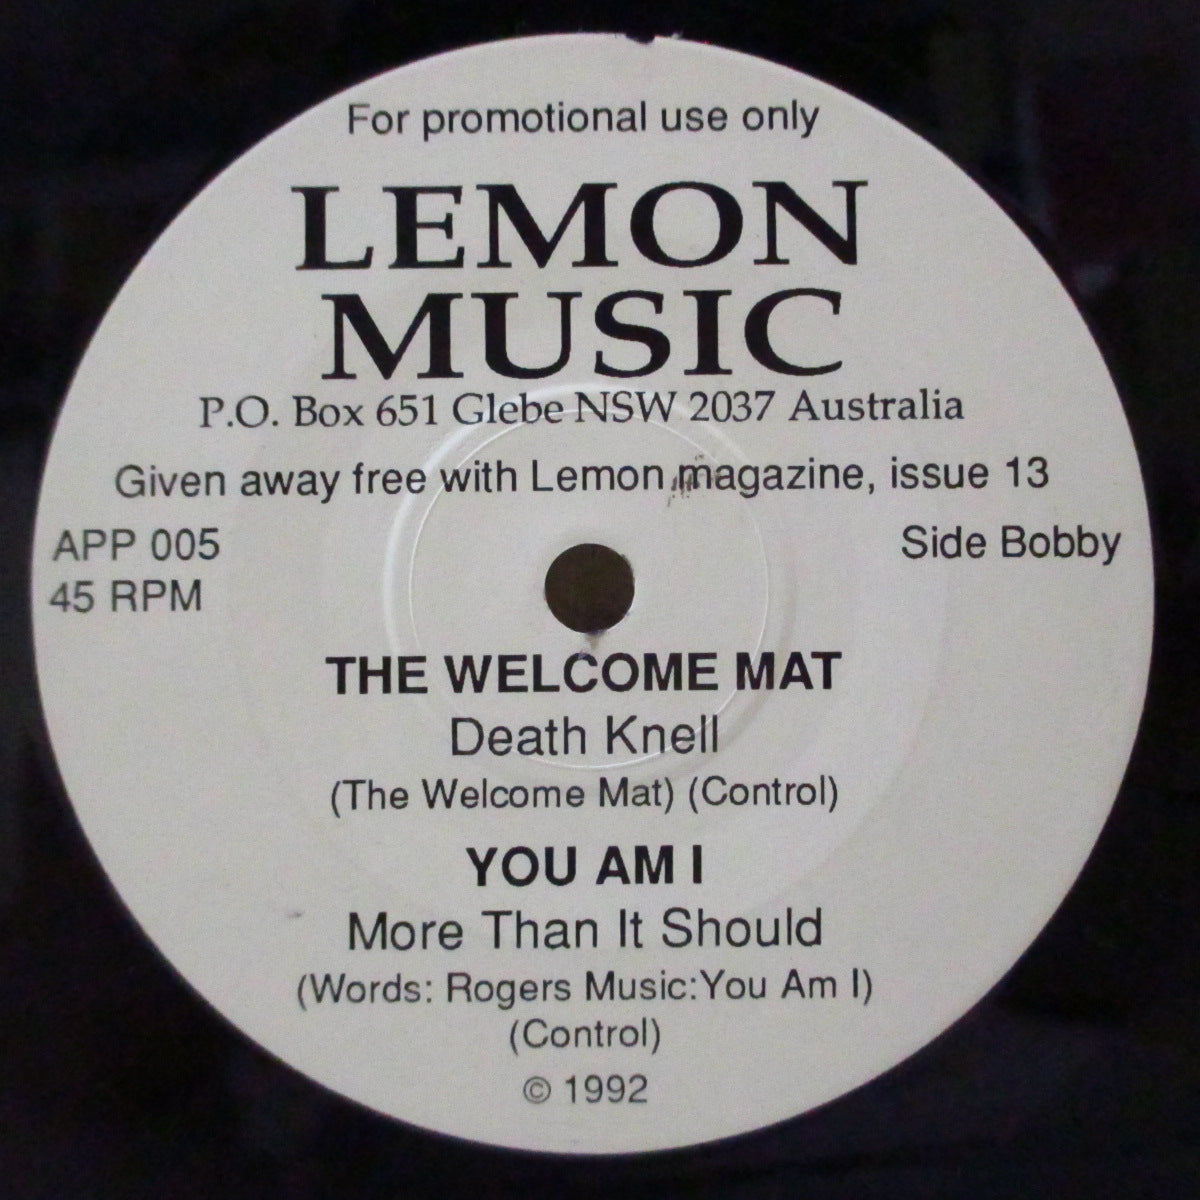 For promotional use only
LEMON
MUSIC
P.O. Box 651 Glebe NSW 2037 Australia
Given away free with Lemon magazine, issue 13
APP 005
Side Bobby
45 RPM
THE WELCOME MAT
Death Knell
(The Welcome Mat) (Control)
YOU AM I
More Than It Should
(Words: Rogers Music:You Am I)
(Control)
© 1992